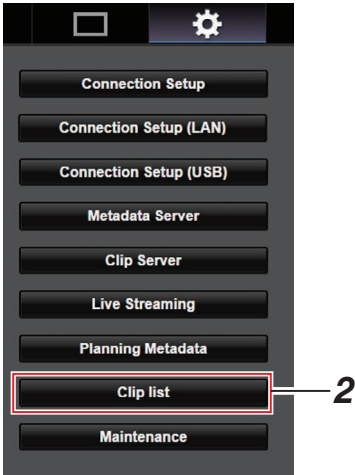 Connection Setup
Connection Setup (LAN)
Connection Setup (USB)
Metadata Server
Clip Server
Live Streaming
Planning Metadata
Clip list
2
Maintenance